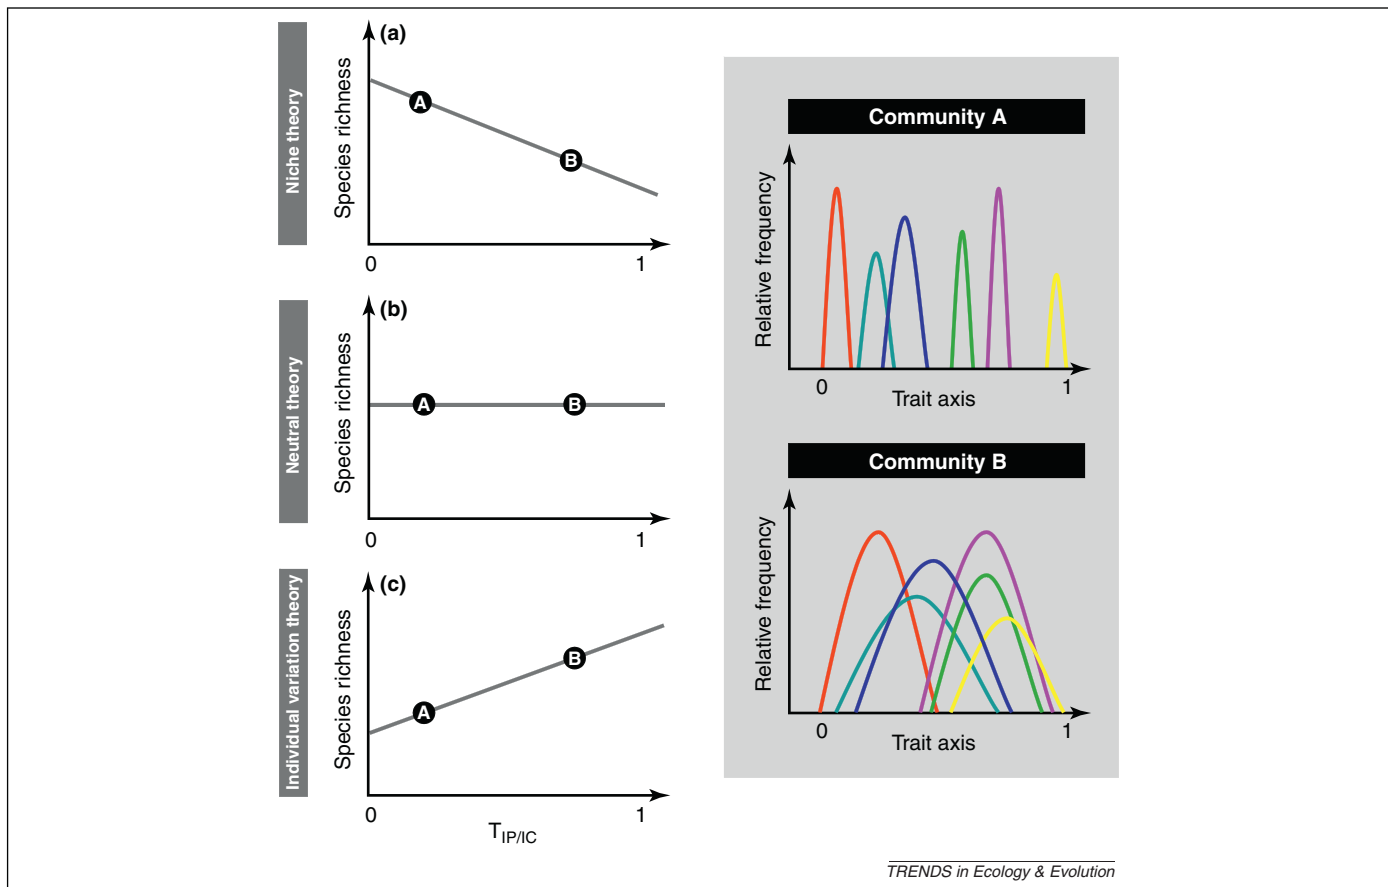 (a)
Niche theory
Species richness
A
B
0
1
(b)
Neutral theory
Species richness
A
B
0
1
(c)
Individual variation theory
Species richness
A
B
0
1
T_IP/IC
Community A
Relative frequency
0
1
Trait axis
Community B
Relative frequency
0
1
Trait axis
TRENDS in Ecology & Evolution